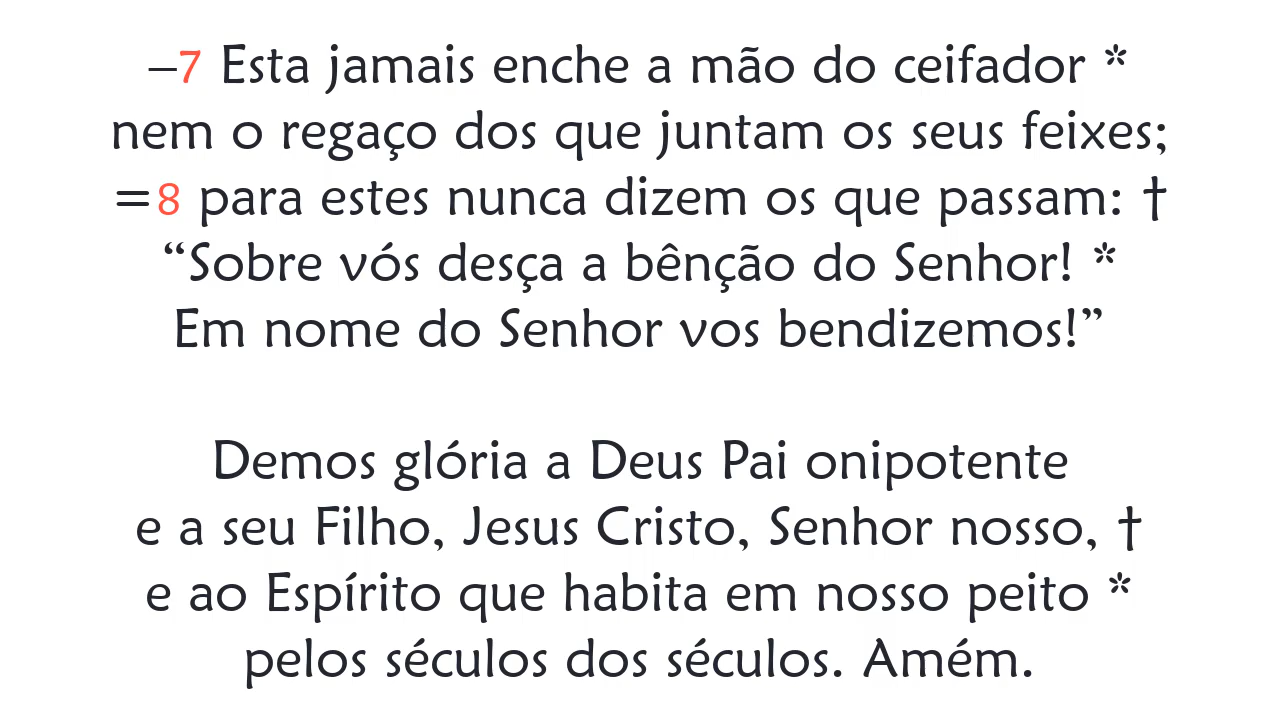 –7 Esta jamais enche a mão do ceifador *
nem o regaço dos que juntam os seus feixes;
=8 para estes nunca dizem os que passam: †
“Sobre vós desça a bênção do Senhor! *
Em nome do Senhor vos bendizemos!”
Demos glória a Deus Pai onipotente
e a seu Filho, Jesus Cristo, Senhor nosso, †
e ao Espírito que habita em nosso peito *
pelos séculos dos séculos. Amém.